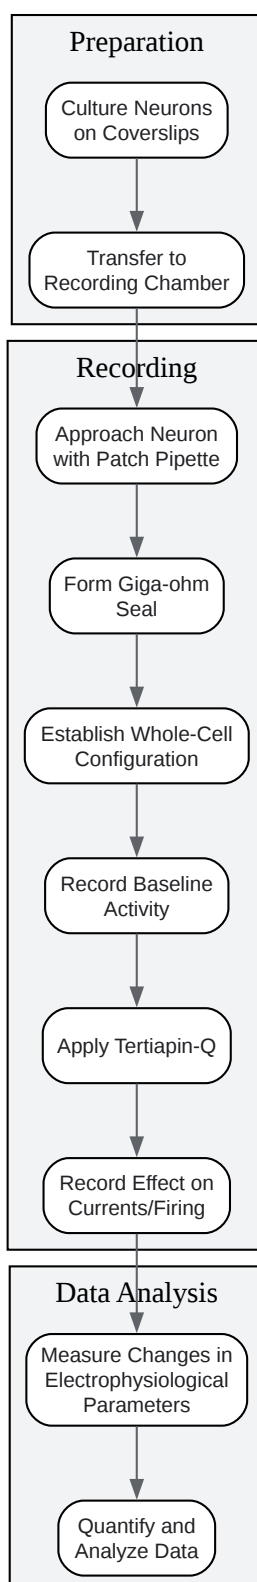 Preparation
Culture Neurons
on Coverslips
Transfer to
Recording Chamber
Recording
Approach Neuron
with Patch Pipette
Form Giga-ohm
Seal
Establish Whole-Cell
Configuration
Record Baseline
Activity
Apply Tertiapin-Q
Record Effect on
Currents/Firing
Data Analysis
Measure Changes in
Electrophysiological
Parameters
Quantify and
Analyze Data